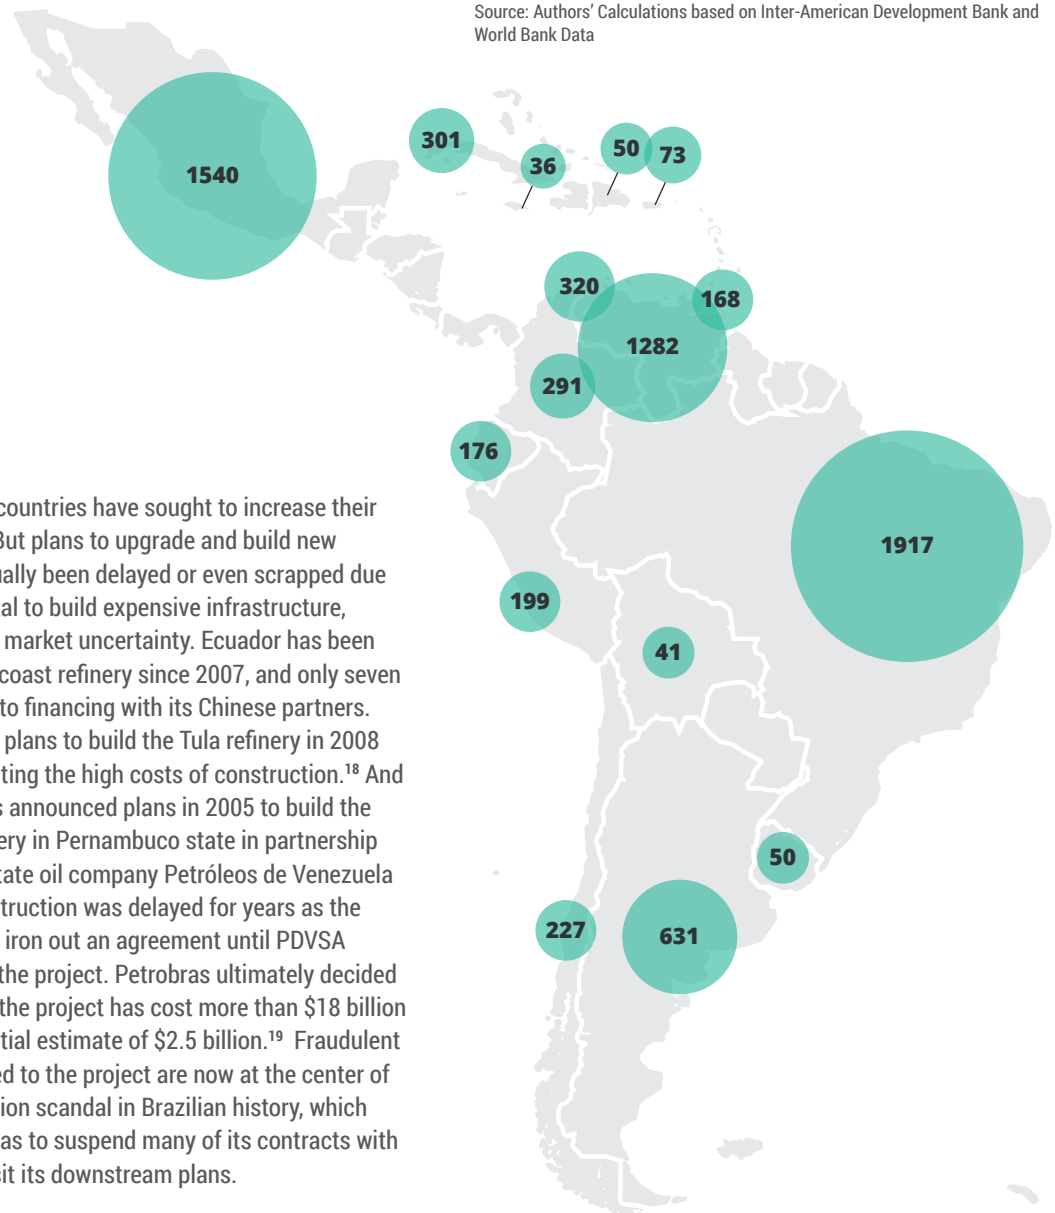 Source: Authors’ Calculations based on Inter-American Development Bank and
World Bank Data
301
50
73
36
1540
320
168
1282
291
176
1917
199
41
50
227
631
countries have sought to increase their
But plans to upgrade and build new
ually been delayed or even scrapped due
al to build expensive infrastructure,
market uncertainty. Ecuador has been
coast refinery since 2007, and only seven
to financing with its Chinese partners.
plans to build the Tula refinery in 2008
ting the high costs of construction.¹⁸ And
s announced plans in 2005 to build the
ery in Pernambuco state in partnership
tate oil company Petróleos de Venezuela
struction was delayed for years as the
iron out an agreement until PDVSA
the project. Petrobras ultimately decided
the project has cost more than $18 billion
tial estimate of $2.5 billion.¹⁹ Fraudulent
ed to the project are now at the center of
tion scandal in Brazilian history, which
as to suspend many of its contracts with
sit its downstream plans.